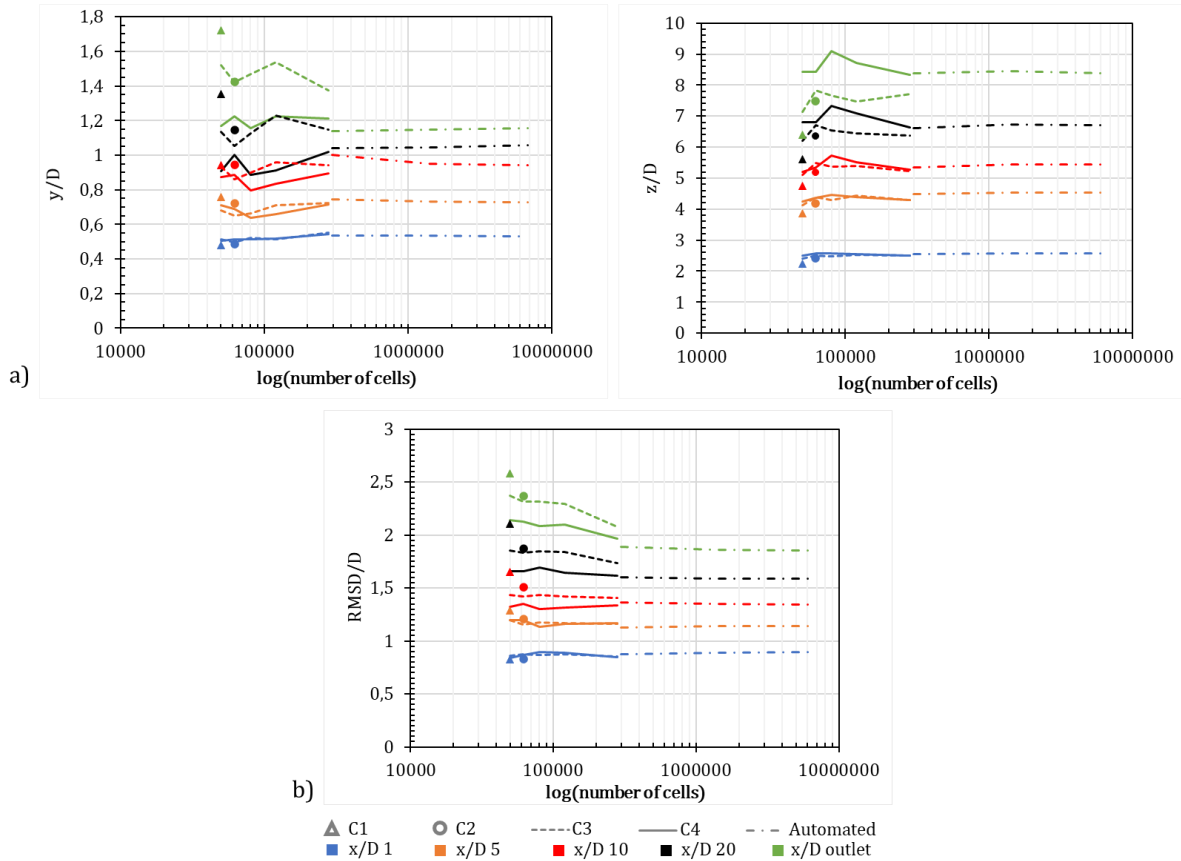 1,8
1,6
1,4
1,2
1
0,8
0,6
0,4
0,2
0
y/D
10000 100000 1000000 10000000
log(number of cells)
a)
10
9
8
7
6
5
4
3
2
1
0
z/D
10000 100000 1000000 10000000
log(number of cells)
3
2,5
2
1,5
1
0,5
0
RMSD/D
10000 100000 1000000 10000000
log(number of cells)
b)
C1 C2 C3 C4 Automated
x/D 1 x/D 5 x/D 10 x/D 20 x/D outlet